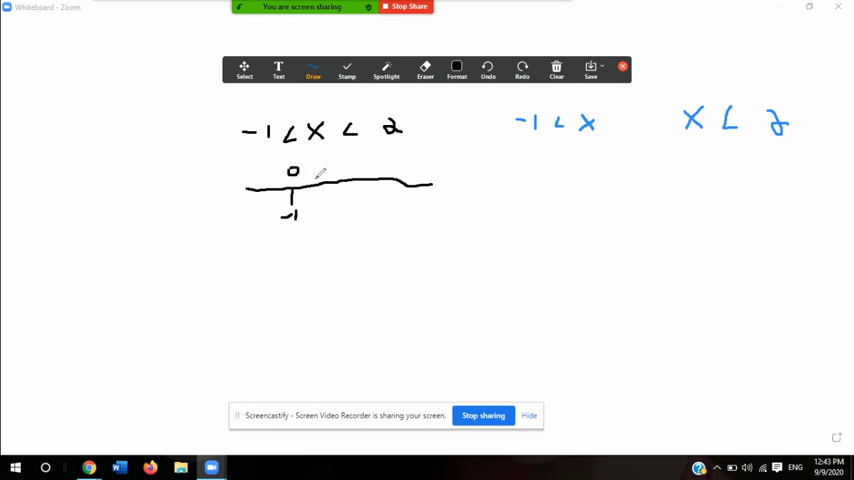 Whiteboard - Zoom
You are screen sharing Stop Share
Select Text Draw Stamp Spotlight Eraser Format Undo Redo Clear Save
-1 < x < 2 -1 < x x < 2
0
-1
Screencastify - Screen Video Recorder is sharing your screen. Stop sharing Hide
ENG 12:43 PM
9/9/2020